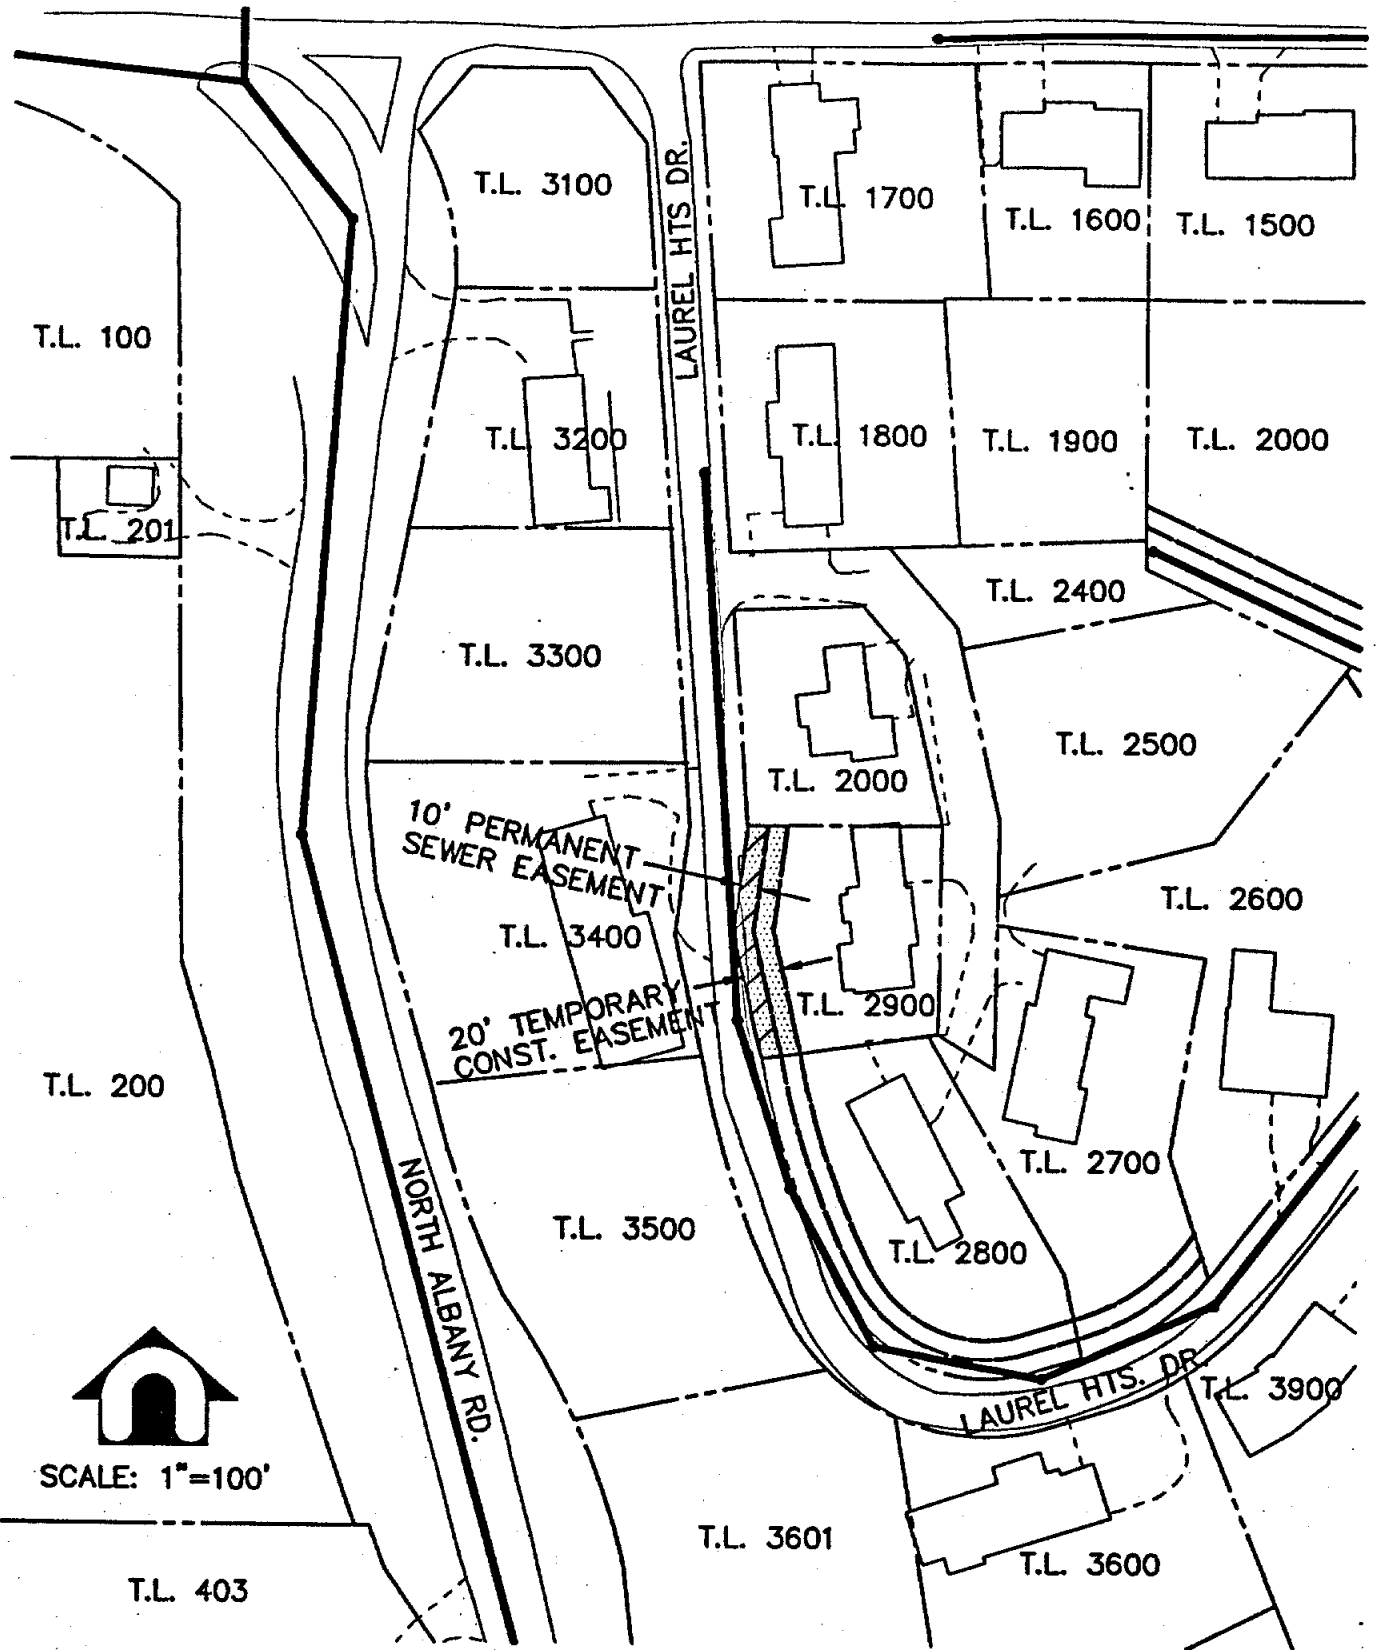 T.L. 3100
LAUREL HTS DR.
T.L. 1700
T.L. 1600
T.L. 1500
T.L. 100
T.L. 3200
T.L. 1800
T.L. 1900
T.L. 2000
T.L. 201
T.L. 2400
T.L. 3300
T.L. 2500
T.L. 2000
10' PERMANENT
SEWER EASEMENT
T.L. 2600
T.L. 3400
20' TEMPORARY
CONST. EASEMENT
T.L. 2900
T.L. 200
T.L. 2700
NORTH ALBANY RD.
T.L. 3500
T.L. 2800
LAUREL HTS. DR.
T.L. 3900
SCALE: 1"=100'
T.L. 3601
T.L. 3600
T.L. 403